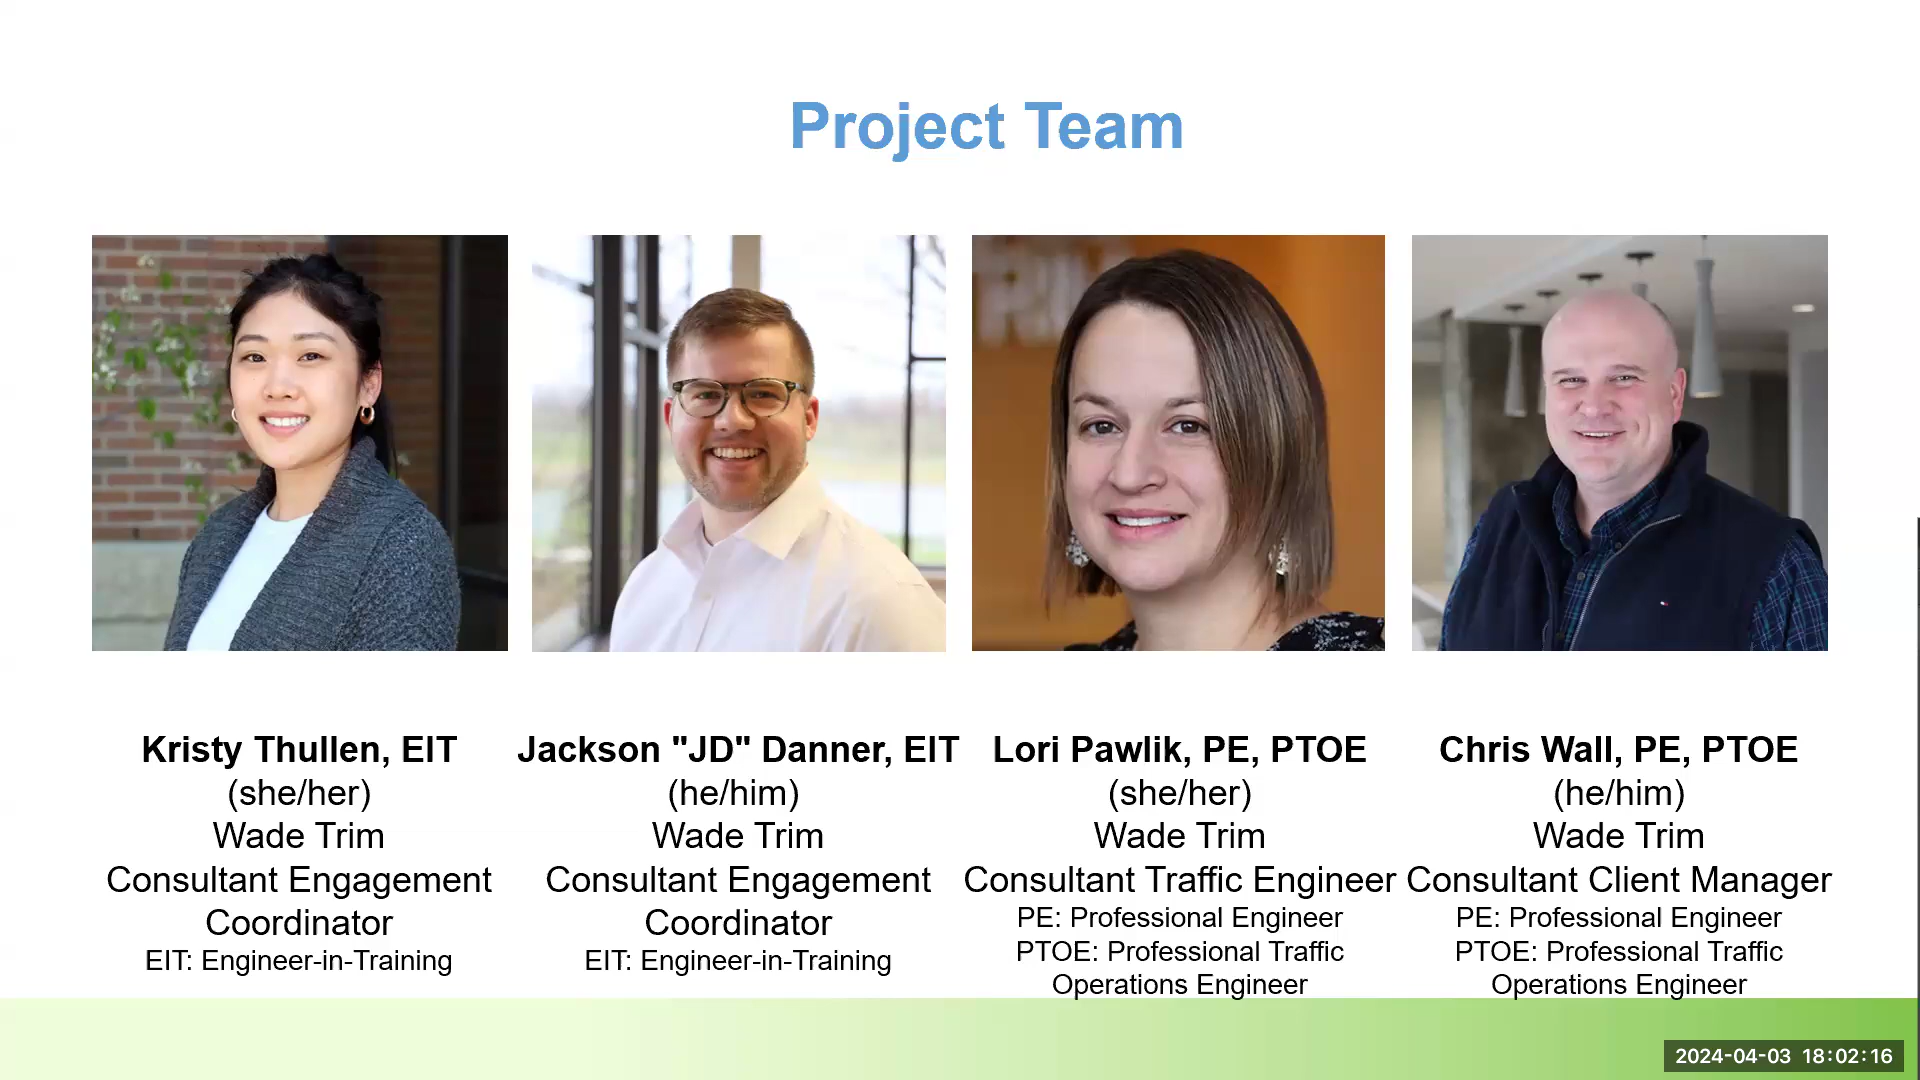 Project Team
Kristy Thullen, EIT
(she/her)
Wade Trim
Consultant Engagement
Coordinator
EIT: Engineer-in-Training
Jackson "JD" Danner, EIT
(he/him)
Wade Trim
Consultant Engagement
Coordinator
EIT: Engineer-in-Training
Lori Pawlik, PE, PTOE
(she/her)
Wade Trim
Consultant Traffic Engineer
PE: Professional Engineer
PTOE: Professional Traffic
Operations Engineer
Chris Wall, PE, PTOE
(he/him)
Wade Trim
Consultant Client Manager
PE: Professional Engineer
PTOE: Professional Traffic
Operations Engineer
2024-04-03 18:02:16